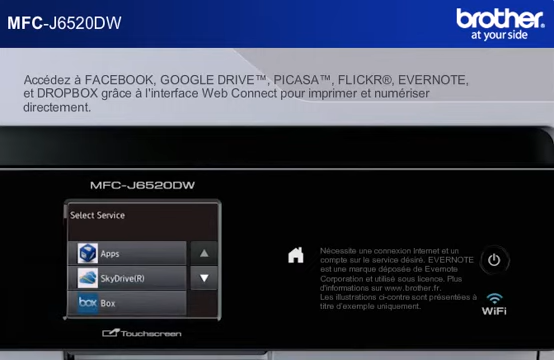 MFC-J6520DW
brother.
at your side
Accédez à FACEBOOK, GOOGLE DRIVE™, PICASA™, FLICKR®, EVERNOTE,
et DROPBOX grâce à l'interface Web Connect pour imprimer et numériser
directement.
MFC-J6520DW
Select Service
Apps
SkyDrive(R)
box Box
Touchscreen
Nécessite une connexion Internet et un
compte sur le service désiré. EVERNOTE
est une marque déposée de Evernote
Corporation et utilisé sous licence. Plus
d'informations sur www.brother.fr.
Les illustrations ci-contre sont présentées à
titre d'exemple uniquement.
WiFi